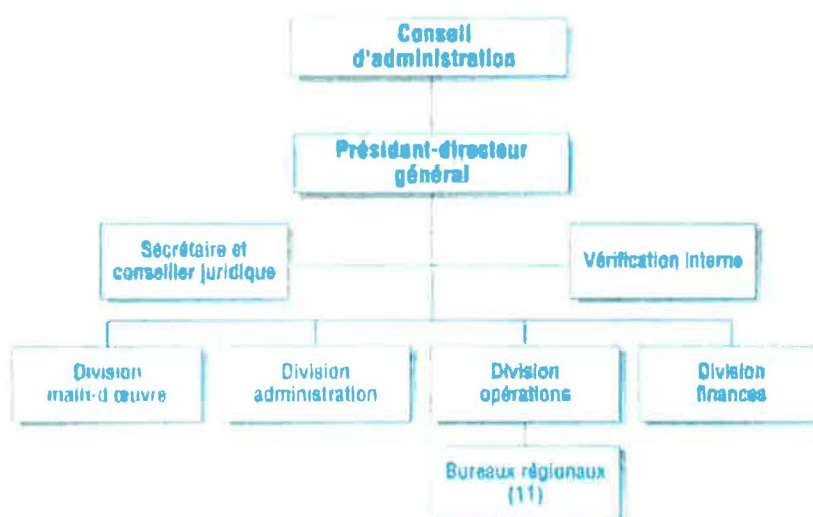 Conseil
d'administration
Président-directeur
général
Secrétaire et
conseiller juridique
Vérification interne
Division
main-d'œuvre
Division
administration
Division
opérations
Division
finances
Bureaux régionaux
(11)